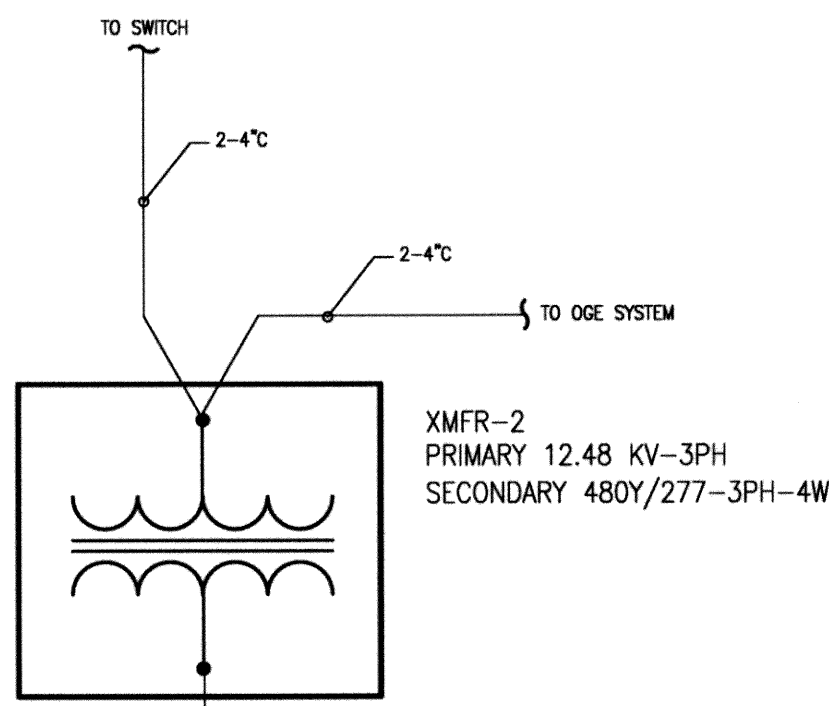 TO SWITCH
2-4"C
2-4"C
TO OGE SYSTEM
XMFR-2
PRIMARY 12.48 KV-3PH
SECONDARY 480Y/277-3PH-4W